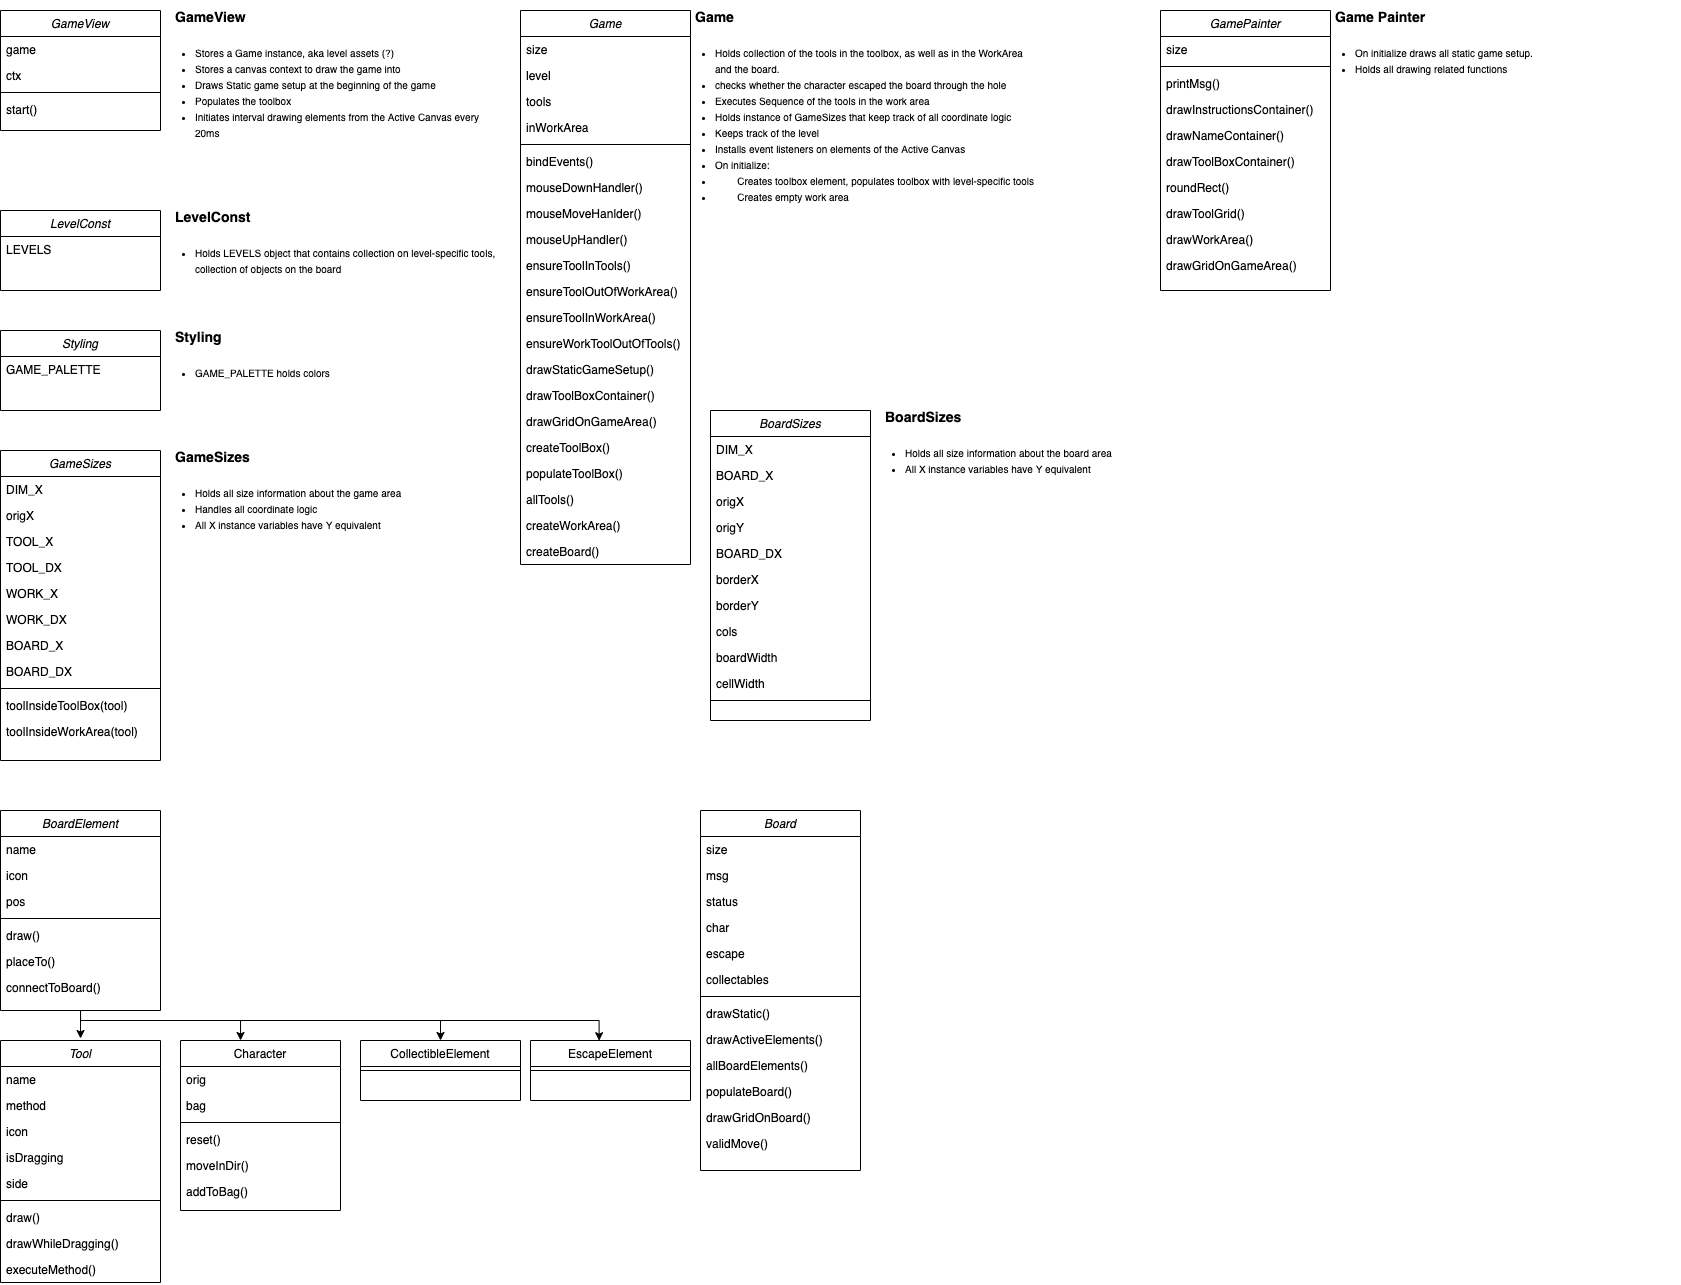 GameView
game
ctx
start()
GameView
Stores a Game instance, aka level assets (?)
Stores a canvas context to draw the game into
Draws Static game setup at the beginning of the game
Populates the toolbox
Initiates interval drawing elements from the Active Canvas every
20ms
LevelConst
LEVELS
LevelConst
Holds LEVELS object that contains collection on level-specific tools,
collection of objects on the board
Styling
GAME_PALETTE
Styling
GAME_PALETTE holds colors
GameSizes
DIM_X
origX
TOOL_X
TOOL_DX
WORK_X
WORK_DX
BOARD_X
BOARD_DX
toolInsideToolBox(tool)
toolInsideWorkArea(tool)
GameSizes
Holds all size information about the game area
Handles all coordinate logic
All X instance variables have Y equivalent
Game
size
level
tools
inWorkArea
bindEvents()
mouseDownHandler()
mouseMoveHanlder()
mouseUpHandler()
ensureToolInTools()
ensureToolOutOfWorkArea()
ensureToolInWorkArea()
ensureWorkToolOutOfTools()
drawStaticGameSetup()
drawToolBoxContainer()
drawGridOnGameArea()
createToolBox()
populateToolBox()
allTools()
createWorkArea()
createBoard()
Game
Holds collection of the tools in the toolbox, as well as in the WorkArea
and the board.
checks whether the character escaped the board through the hole
Executes Sequence of the tools in the work area
Holds instance of GameSizes that keep track of all coordinate logic
Keeps track of the level
Installs event listeners on elements of the Active Canvas
On initialize:
Creates toolbox element, populates toolbox with level-specific tools
Creates empty work area
GamePainter
size
printMsg()
drawInstructionsContainer()
drawNameContainer()
drawToolBoxContainer()
roundRect()
drawToolGrid()
drawWorkArea()
drawGridOnGameArea()
Game Painter
On initialize draws all static game setup.
Holds all drawing related functions
BoardSizes
DIM_X
BOARD_X
origX
origY
BOARD_DX
borderX
borderY
cols
boardWidth
cellWidth
BoardSizes
Holds all size information about the board area
All X instance variables have Y equivalent
BoardElement
name
icon
pos
draw()
placeTo()
connectToBoard()
Tool
name
method
icon
isDragging
side
draw()
drawWhileDragging()
executeMethod()
Character
orig
bag
reset()
moveInDir()
addToBag()
CollectibleElement
EscapeElement
Board
size
msg
status
char
escape
collectables
drawStatic()
drawActiveElements()
allBoardElements()
populateBoard()
drawGridOnBoard()
validMove()